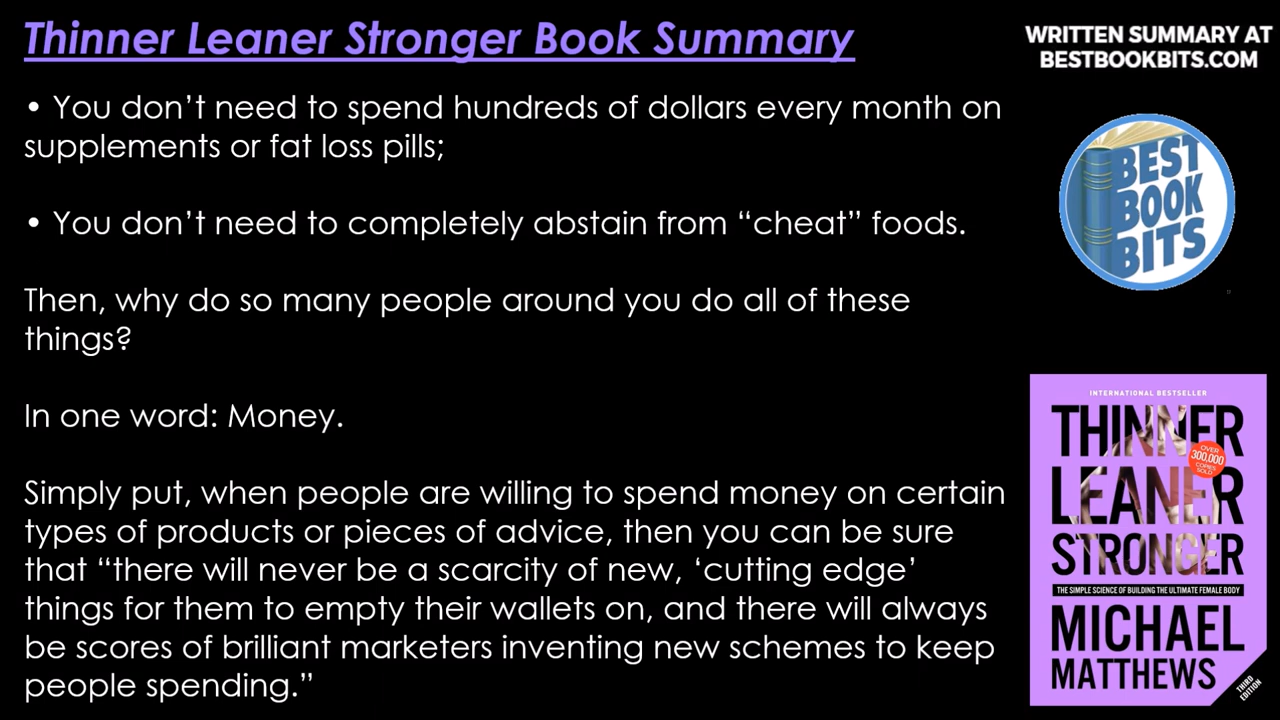 Thinner Leaner Stronger Book Summary
• You don’t need to spend hundreds of dollars every month on
supplements or fat loss pills;
• You don’t need to completely abstain from “cheat” foods.
Then, why do so many people around you do all of these
things?
In one word: Money.
Simply put, when people are willing to spend money on certain
types of products or pieces of advice, then you can be sure
that “there will never be a scarcity of new, ‘cutting edge’
things for them to empty their wallets on, and there will always
be scores of brilliant marketers inventing new schemes to keep
people spending.”
WRITTEN SUMMARY AT
BESTBOOKBITS.COM
BEST
BOOK
BITS
INTERNATIONAL BESTSELLER
THINNER
OVER
300,000
COPIES
SOLD
LEANER
STRONGER
THE SIMPLE SCIENCE OF BUILDING THE ULTIMATE FEMALE BODY
MICHAEL
MATTHEWS
THIRD
EDITION